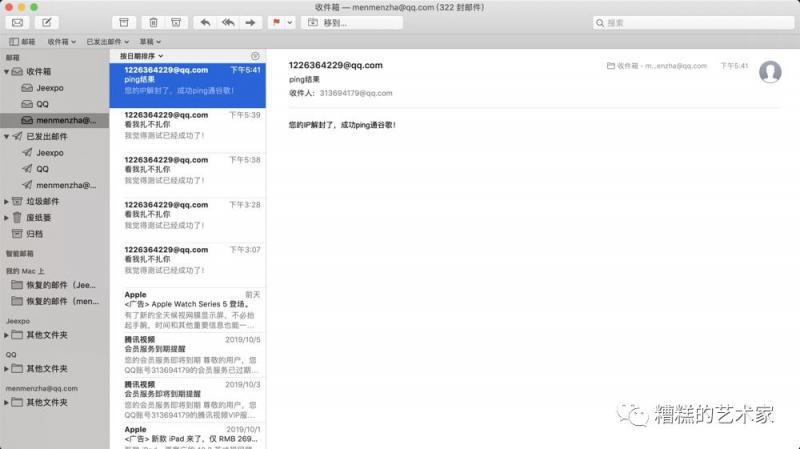 收件箱 — menmenzha@qq.com (322 封邮件)
移到...
搜索
邮箱 收件箱 已发出邮件 草稿
邮箱
收件箱
Jeexpo
QQ
menmenzha@...
已发出邮件
Jeexpo
QQ
menmenzha@...
垃圾邮件
废纸篓
归档
智能邮箱
我的 Mac 上
恢复的邮件（Jee...
恢复的邮件（men...
Jeexpo
其他文件夹
QQ
其他文件夹
menmenzha@qq.com
其他文件夹
按日期排序
1226364229@qq.com 下午5:41
ping结果
您的IP解封了，成功ping通谷歌！
1226364229@qq.com 下午5:39
看我扎不扎你
我觉得测试已经成功了！
1226364229@qq.com 下午5:38
看我扎不扎你
我觉得测试已经成功了！
1226364229@qq.com 下午3:28
看我扎不扎你
我觉得测试已经成功了！
1226364229@qq.com 下午3:07
看我扎不扎你
我觉得测试已经成功了！
Apple 前天
<广告> Apple Watch Series 5 登场。
有了新的全天候视网膜显示屏，不必抬
起手腕，时间和其他重要信息也能一...
腾讯视频 2019/10/5
会员服务到期提醒
您的会员服务即将到期 尊敬的用户，您
QQ账号313694179的会员服务已过期...
腾讯视频 2019/10/3
会员服务即将到期提醒
您的会员服务即将到期 尊敬的用户，您
QQ账号313694179的腾讯视频VIP服...
Apple 2019/10/1
<广告> 新款 iPad 来了，仅 RMB 269...
1226364229@qq.com
收件箱 - m...enzha@qq.com 下午5:41
ping结果
收件人： 313694179@qq.com
您的IP解封了，成功ping通谷歌！
糟糕的艺术家